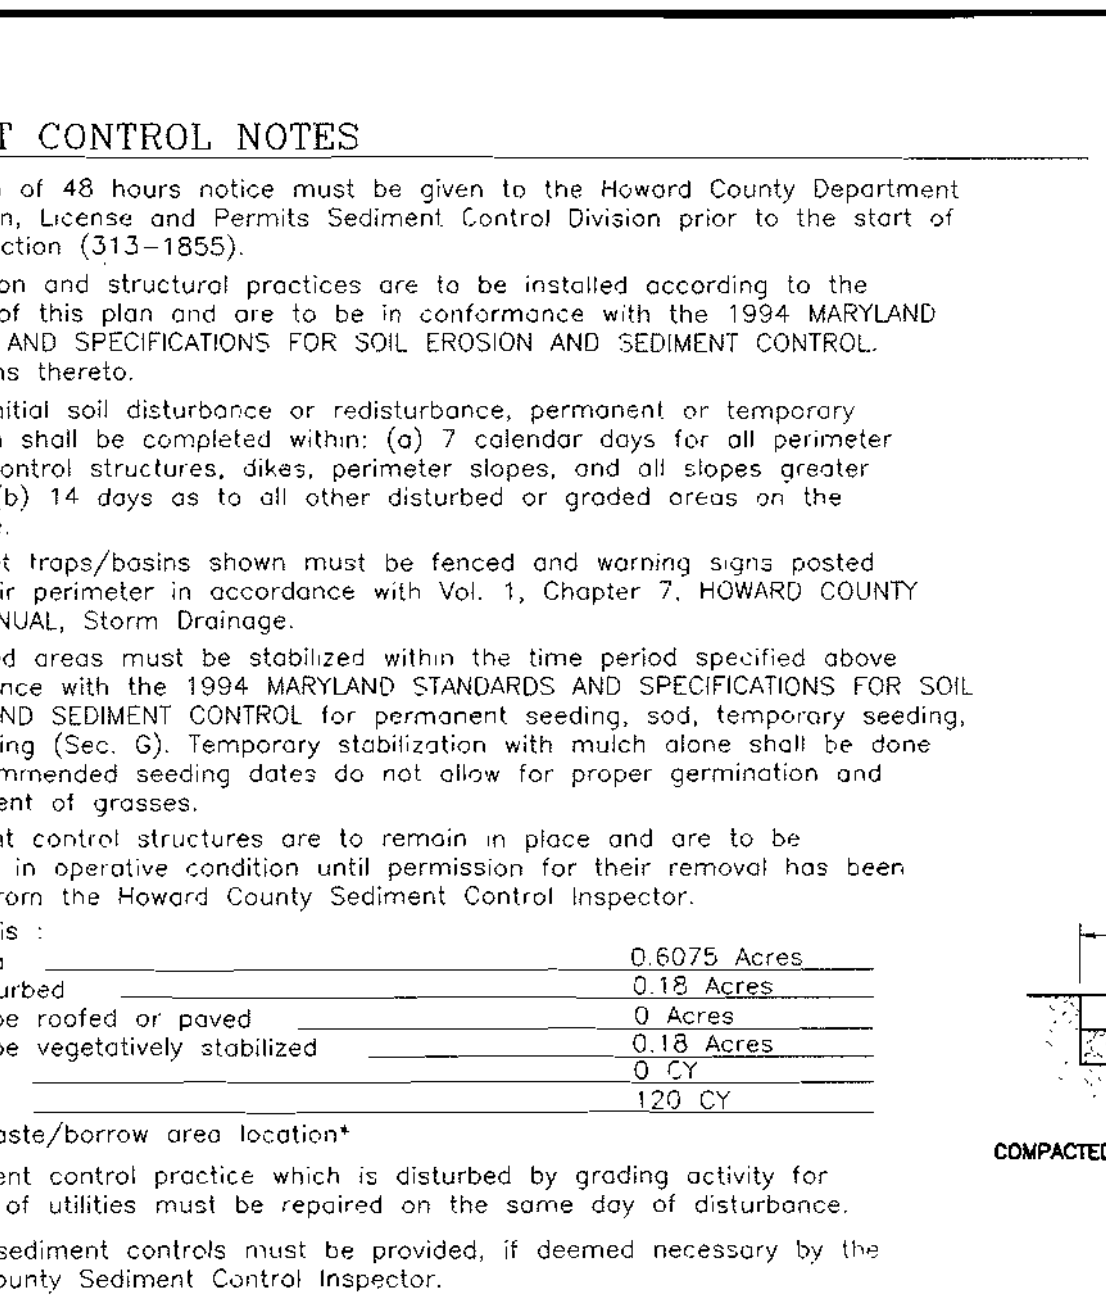 T CONTROL NOTES
of 48 hours notice must be given to the Howard County Department
n, License and Permits Sediment Control Division prior to the start of
ction (313-1855).
on and structural practices are to be installed according to the
of this plan and are to be in conformance with the 1994 MARYLAND
AND SPECIFICATIONS FOR SOIL EROSION AND SEDIMENT CONTROL.
ns thereto.
nitial soil disturbance or redisturbance, permanent or temporary
n shall be completed within: (a) 7 calendar days for all perimeter
ontrol structures, dikes, perimeter slopes, and all slopes greater
(b) 14 days as to all other disturbed or graded areas on the
t traps/basins shown must be fenced and warning signs posted
ir perimeter in accordance with Vol. 1, Chapter 7, HOWARD COUNTY
NUAL, Storm Drainage.
d areas must be stabilized within the time period specified above
nce with the 1994 MARYLAND STANDARDS AND SPECIFICATIONS FOR SOIL
ND SEDIMENT CONTROL for permanent seeding, sod, temporary seeding,
ing (Sec. G). Temporary stabilization with mulch alone shall be done
mmended seeding dates do not allow for proper germination and
ent of grasses.
nt control structures are to remain in place and are to be
in operative condition until permission for their removal has been
rom the Howard County Sediment Control Inspector.
is :
a 0.6075 Acres
urbed 0.18 Acres
be roofed or paved 0 Acres
be vegetatively stabilized 0.18 Acres
0 CY
120 CY
aste/borrow area location*
COMPACTED
ent control practice which is disturbed by grading activity for
of utilities must be repaired on the same day of disturbance.
sediment controls must be provided, if deemed necessary by the
ounty Sediment Control Inspector.